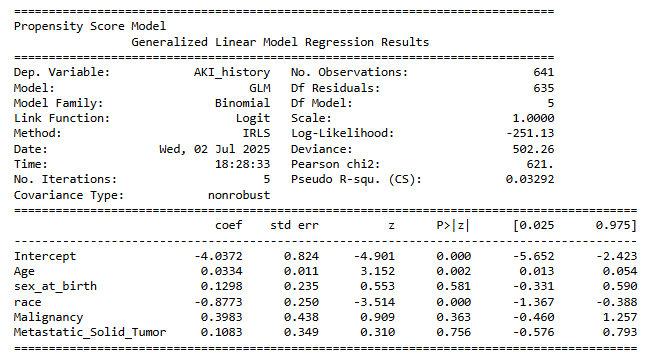 ==============================================================================
Propensity Score Model
                 Generalized Linear Model Regression Results
==============================================================================
Dep. Variable:            AKI_history   No. Observations:                  641
Model:                            GLM   Df Residuals:                      635
Model Family:                Binomial   Df Model:                            5
Link Function:                  Logit   Scale:                          1.0000
Method:                          IRLS   Log-Likelihood:                -251.13
Date:                Wed, 02 Jul 2025   Deviance:                       502.26
Time:                        18:28:33   Pearson chi2:                     621.
No. Iterations:                     5   Pseudo R-squ. (CS):            0.03292
Covariance Type:            nonrobust
==========================================================================================
                             coef    std err          z      P>|z|      [0.025      0.975]
------------------------------------------------------------------------------------------
Intercept                 -4.0372      0.824     -4.901      0.000      -5.652      -2.423
Age                        0.0334      0.011      3.152      0.002       0.013       0.054
sex_at_birth               0.1298      0.235      0.553      0.581      -0.331       0.590
race                      -0.8773      0.250     -3.514      0.000      -1.367      -0.388
Malignancy                 0.3983      0.438      0.909      0.363      -0.460       1.257
Metastatic_Solid_Tumor     0.1083      0.349      0.310      0.756      -0.576       0.793
==========================================================================================